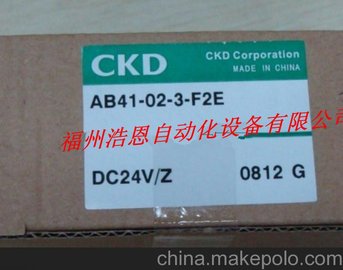 CKD
CKD Corporation
MADE IN CHINA
AB41-02-3-F2E
福州浩恩自动化设备有限公司
DC24V/Z
0812 G
china.makepolo.com